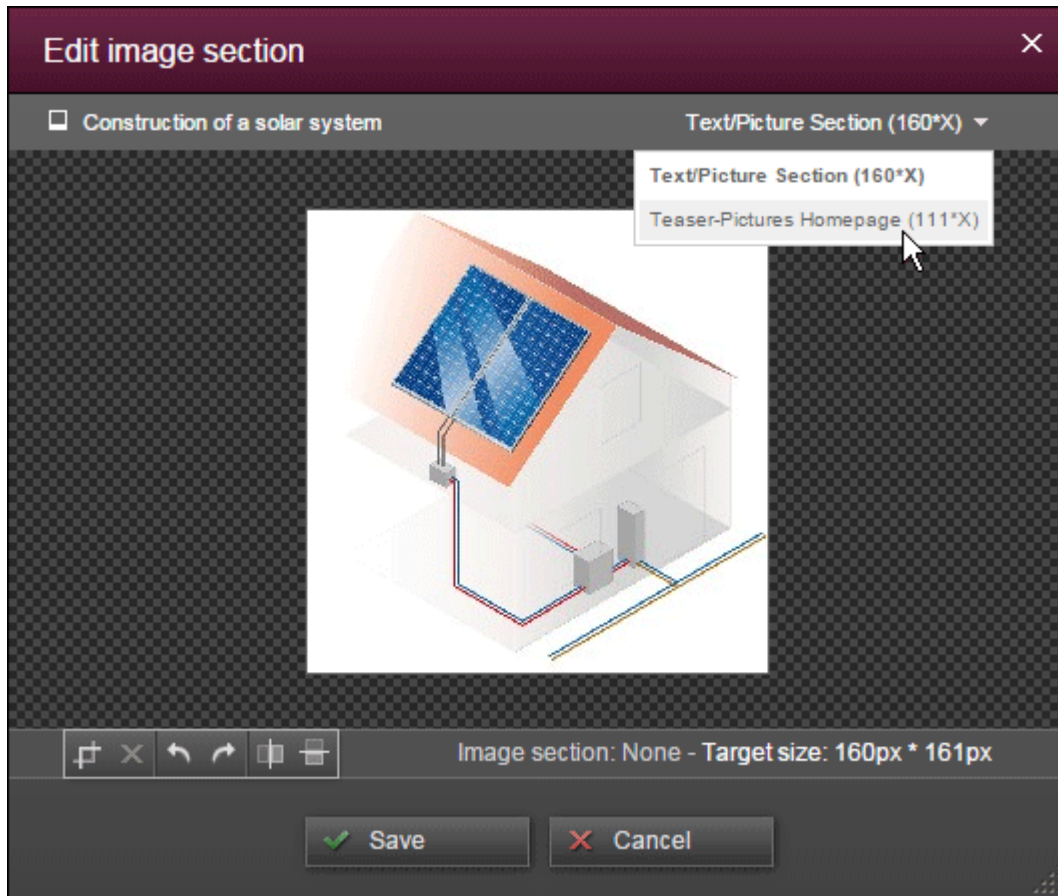 Edit image section
Construction of a solar system
Text/Picture Section (160*X)
Text/Picture Section (160*X)
Teaser-Pictures Homepage (111*X)
Image section: None - Target size: 160px * 161px
Save
Cancel